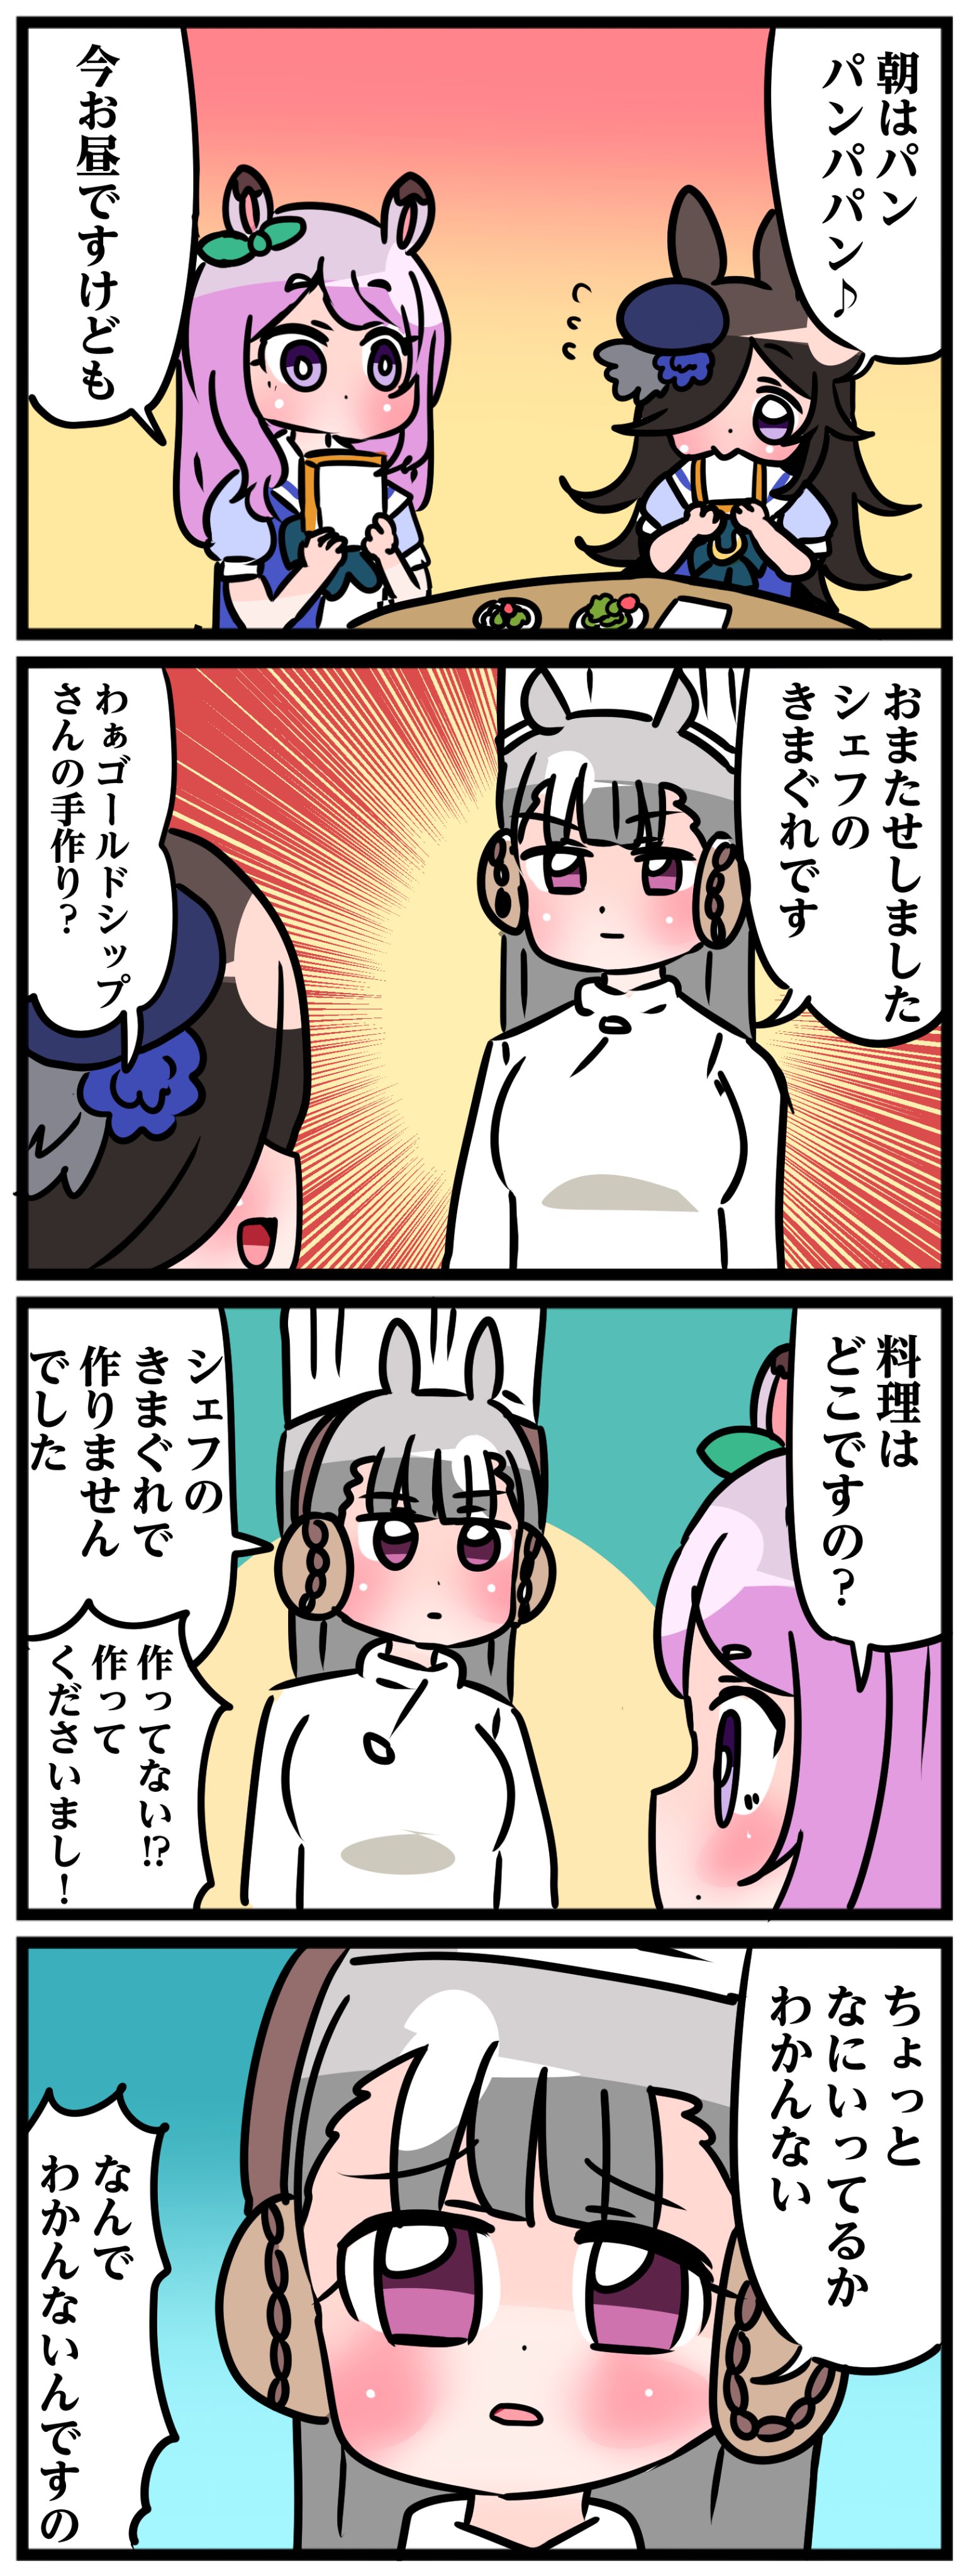 朝はパン
パンパパン♪
今お昼ですけども
おまたせしました
シェフの
きまぐれです
わぁゴールドシップ
さんの手作り？
料理は
どこですの？
シェフの
きまぐれで
作りません
でした
作ってない!?
作って
くださいまし！
ちょっと
なにいってるか
わかんない
なんで
わかんないんですの